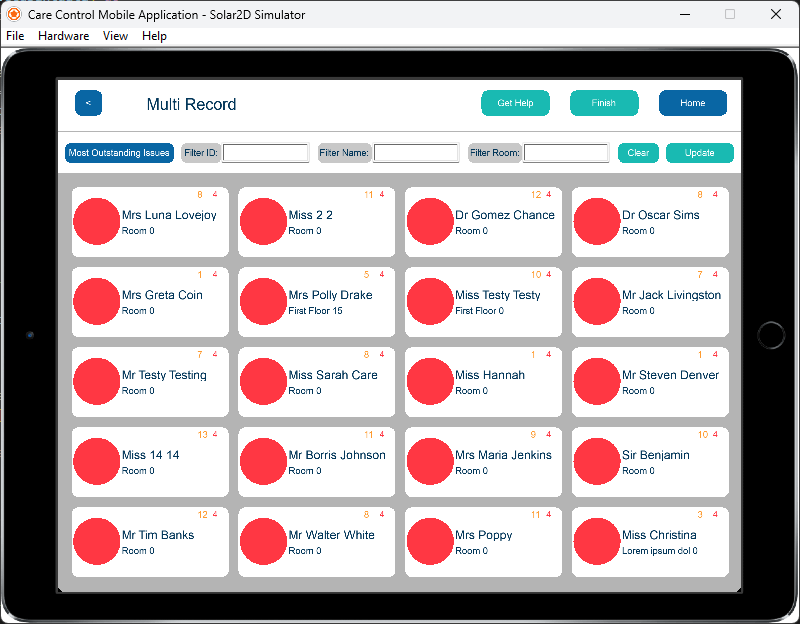 Care Control Mobile Application - Solar2D Simulator
File Hardware View Help
< Multi Record Get Help Finish Home
Most Outstanding Issues Filter ID: Filter Name: Filter Room: Clear Update
8 4 11 4 12 4 8 4
Mrs Luna Lovejoy Miss 2 2 Dr Gomez Chance Dr Oscar Sims
Room 0 Room 0 Room 0 Room 0
1 4 5 4 10 4 7 4
Mrs Greta Coin Mrs Polly Drake Miss Testy Testy Mr Jack Livingston
Room 0 First Floor 15 First Floor 0 Room 0
7 4 8 4 1 4 1 4
Mr Testy Testing Miss Sarah Care Miss Hannah Mr Steven Denver
Room 0 Room 0 Room 0 Room 0
13 4 11 4 9 4 10 4
Miss 14 14 Mr Borris Johnson Mrs Maria Jenkins Sir Benjamin
Room 0 Room 0 Room 0 Room 0
12 4 8 4 11 4 3 4
Mr Tim Banks Mr Walter White Mrs Poppy Miss Christina
Room 0 Room 0 Room 0 Lorem ipsum dol 0